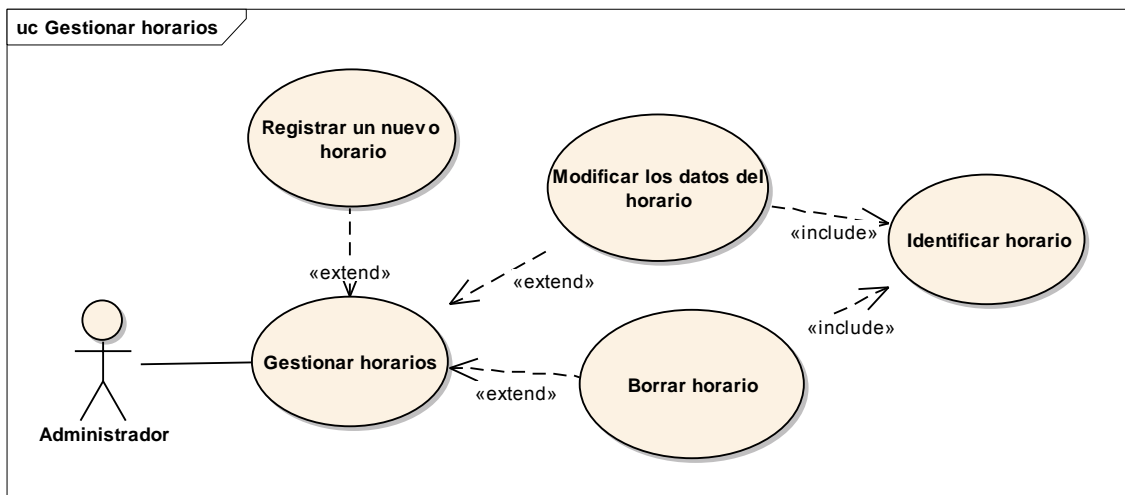 uc Gestionar horarios
Registrar un nuevo
horario
Modificar los datos del
horario
Identificar horario
«include»
«extend»
«extend»
«include»
Gestionar horarios
Borrar horario
«extend»
Administrador